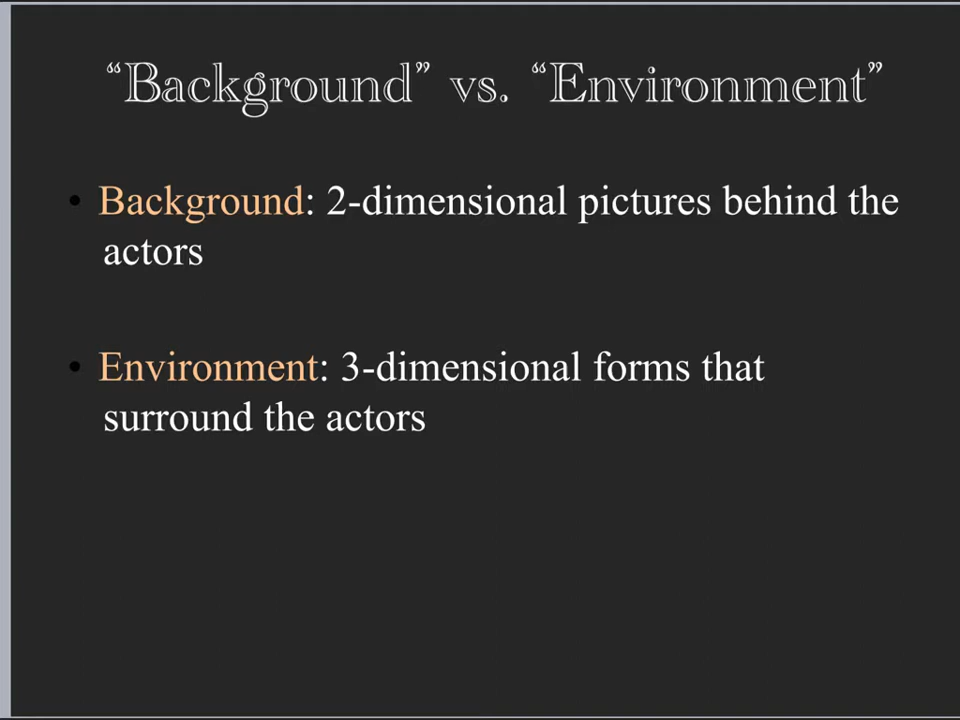 “Background” vs. “Environment”
• Background: 2-dimensional pictures behind the
actors
• Environment: 3-dimensional forms that
surround the actors